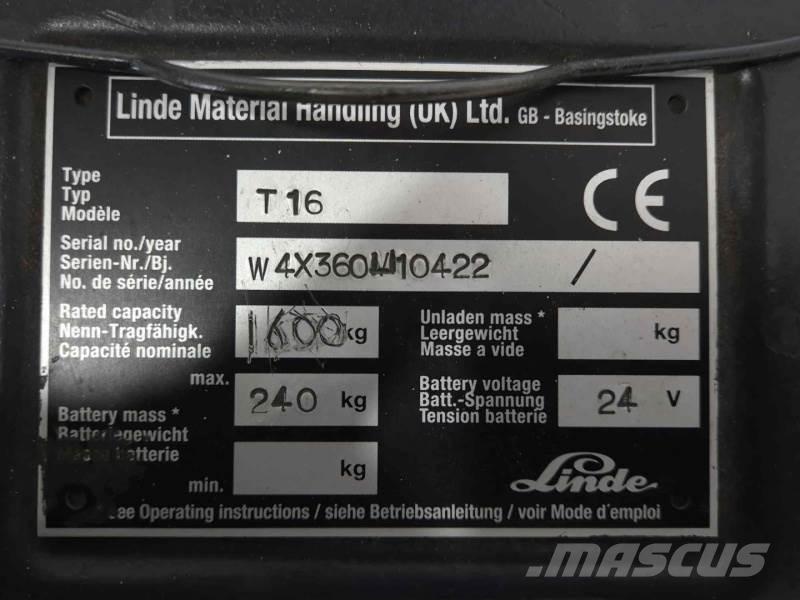 Linde Material Handling (UK) Ltd. GB - Basingstoke
Type
Typ
Modèle
T 16
CE
Serial no./year
Serien-Nr./Bj.
No. de série/année
W4X360W10422 /
Rated capacity
Nenn-Tragfähigk.
Capacité nominale
1600 kg
Unladen mass *
Leergewicht
Masse a vide
kg
max.
Battery mass *
Batteriegewicht
Masse batterie
240 kg
Battery voltage
Batt.-Spannung
Tension batterie
24 V
min.
kg
Linde
See Operating instructions / siehe Betriebsanleitung / voir Mode d'emploi
MASCUS